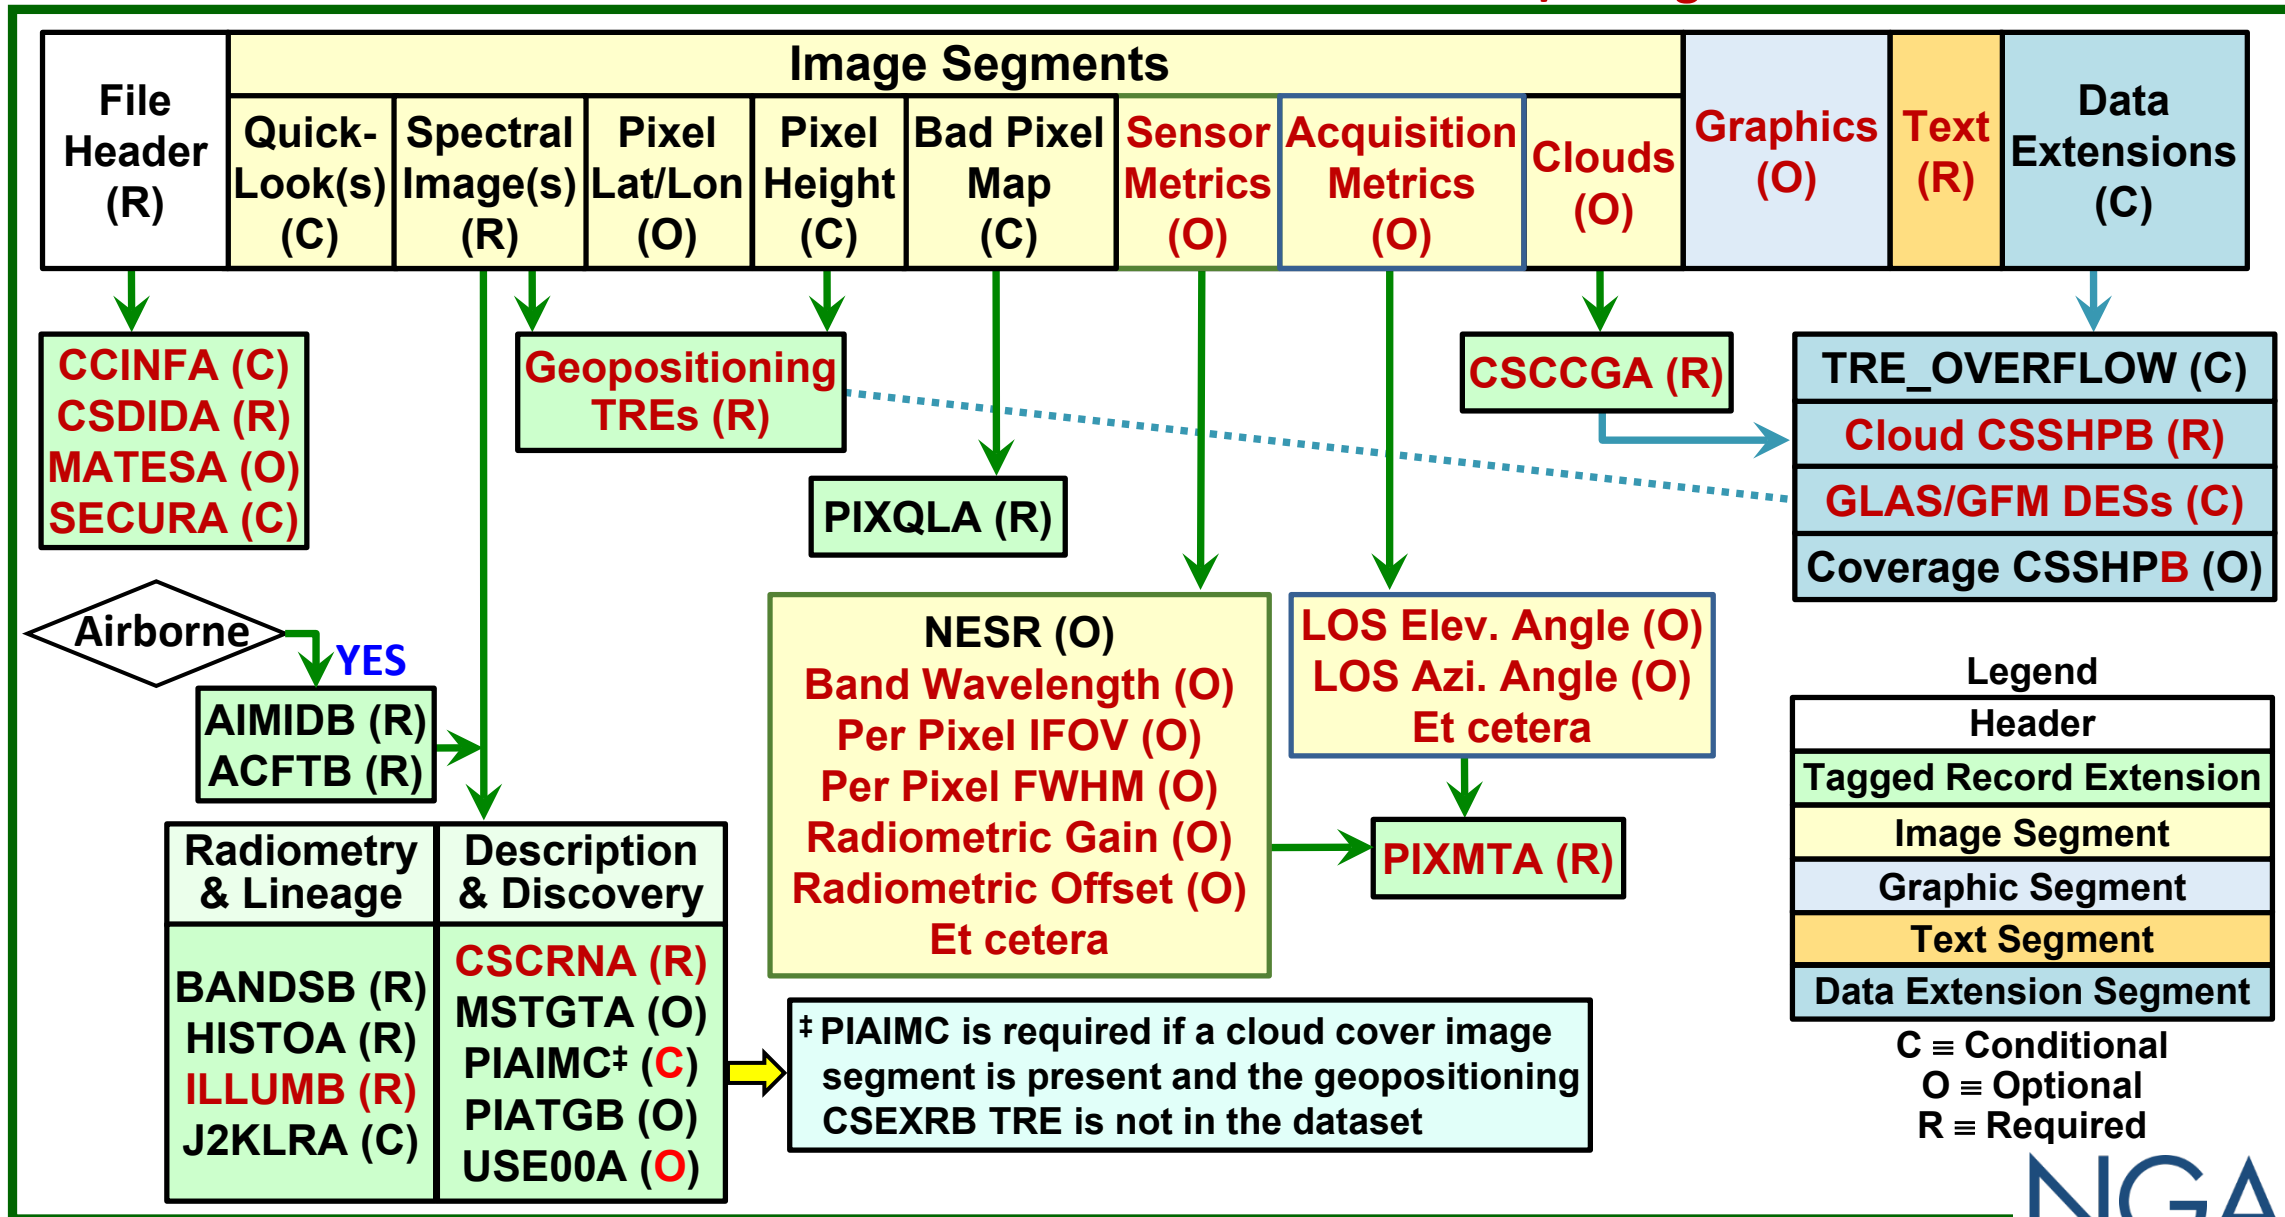 Image Segments
File
Header
(R)
Quick-
Look(s)
(C)
Spectral
Image(s)
(R)
Pixel
Lat/Lon
(O)
Pixel
Height
(C)
Bad Pixel
Map
(C)
Sensor
Metrics
(O)
Acquisition
Metrics
(O)
Clouds
(O)
Graphics
(O)
Text
(R)
Data
Extensions
(C)
CCINFA (C)
CSDIDA (R)
MATESA (O)
SECURA (C)
Geopositioning
TREs (R)
PIXQLA (R)
CSCCGA (R)
TRE_OVERFLOW (C)
Cloud CSSHPB (R)
GLAS/GFM DESs (C)
Coverage CSSHPB (O)
Airborne
YES
AIMIDB (R)
ACFTB (R)
Radiometry
& Lineage
BANDSB (R)
HISTOA (R)
ILLUMB (R)
J2KLRA (C)
Description
& Discovery
CSCRNA (R)
MSTGTA (O)
PIAIMC‡ (C)
PIATGB (O)
USE00A (O)
NESR (O)
Band Wavelength (O)
Per Pixel IFOV (O)
Per Pixel FWHM (O)
Radiometric Gain (O)
Radiometric Offset (O)
Et cetera
LOS Elev. Angle (O)
LOS Azi. Angle (O)
Et cetera
PIXMTA (R)
‡ PIAIMC is required if a cloud cover image
segment is present and the geopositioning
CSEXRB TRE is not in the dataset
Legend
Header
Tagged Record Extension
Image Segment
Graphic Segment
Text Segment
Data Extension Segment
C ≡ Conditional
O ≡ Optional
R ≡ Required
NGA